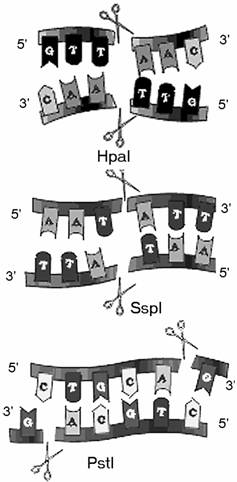 5' G T T A A C 5'
3' C A A T T G 3'
HpaI
5' A A T A T T 5'
3' T T A T A A 3'
SspI
5' C T G C A G 5'
3' G A C G T C 3'
PstI